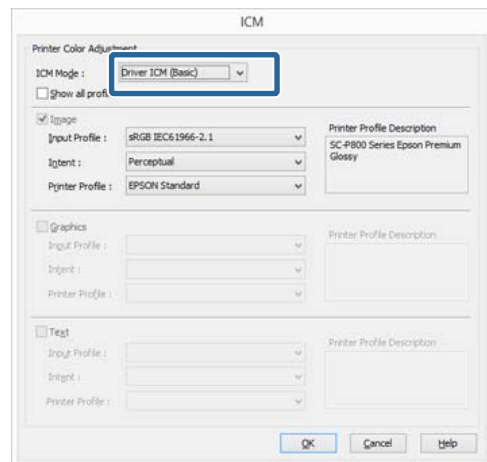 ICM
Printer Color Adjustment
ICM Mode : Driver ICM (Basic)
Show all
Image
Input Profile : sRGB IEC61966-2.1
Intent : Perceptual
Printer Profile : EPSON Standard
Printer Profile Description
SC-P800 Series Epson Premium
Glossy
Graphics
Input Profile :
Intent :
Printer Profile :
Printer Profile Description
Text
Input Profile :
Intent :
Printer Profile :
Printer Profile Description
OK Cancel Help